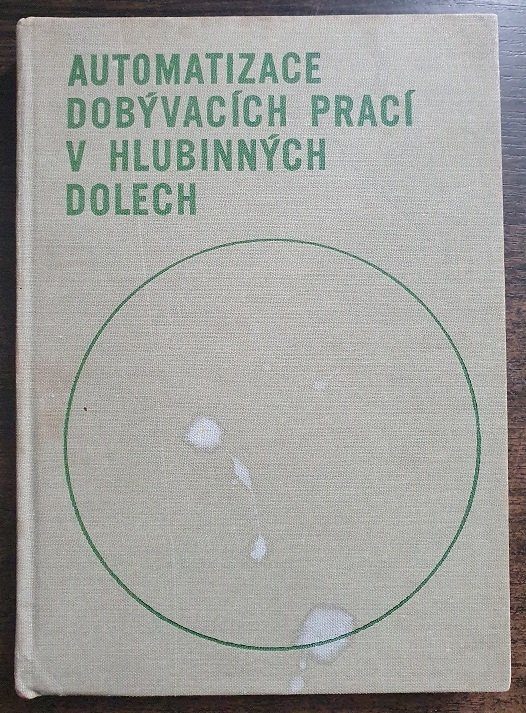 AUTOMATIZACE
DOBÝVACÍCH PRACÍ
V HLUBINNÝCH
DOLECH